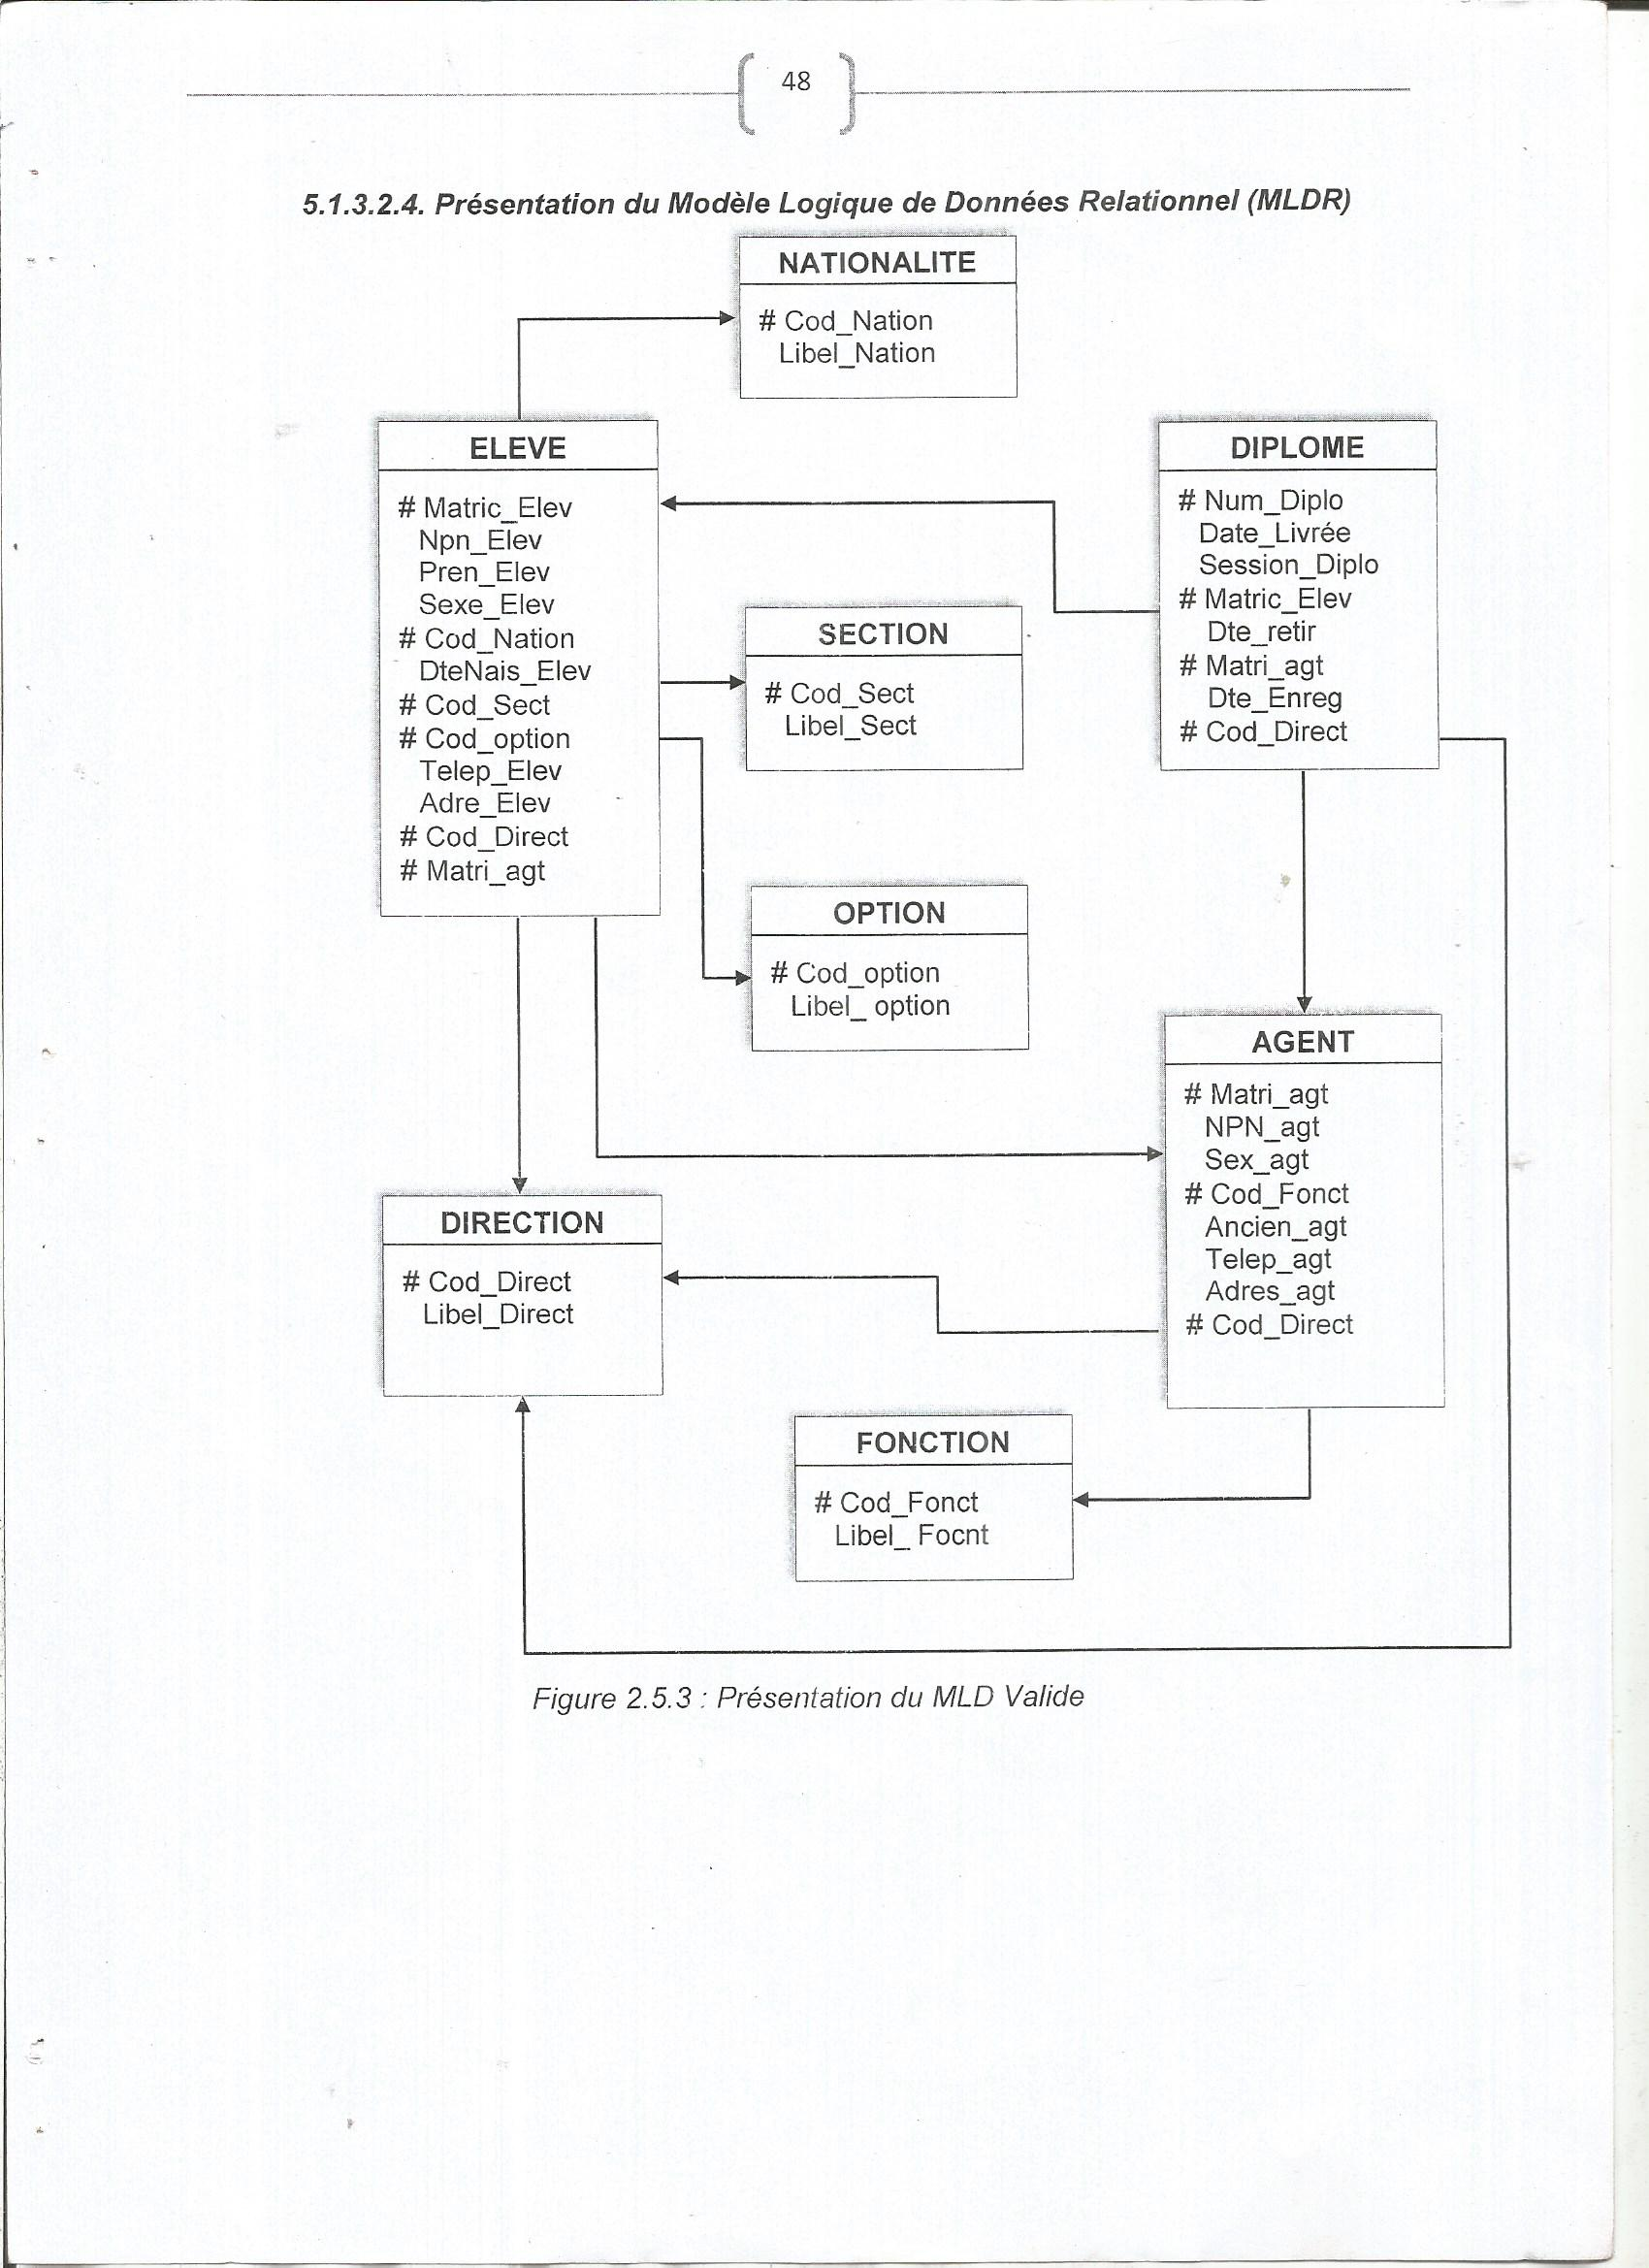 48
5.1.3.2.4. Présentation du Modèle Logique de Données Relationnel (MLDR)
NATIONALITE
# Cod_Nation
Libel_Nation
ELEVE
# Matric_Elev
Npn_Elev
Pren_Elev
Sexe_Elev
# Cod_Nation
DteNais_Elev
# Cod_Sect
# Cod_option
Telep_Elev
Adre_Elev
# Cod_Direct
# Matri_agt
DIPLOME
# Num_Diplo
Date_Livrée
Session_Diplo
# Matric_Elev
Dte_retir
# Matri_agt
Dte_Enreg
# Cod_Direct
SECTION
# Cod_Sect
Libel_Sect
OPTION
# Cod_option
Libel_ option
AGENT
# Matri_agt
NPN_agt
Sex_agt
# Cod_Fonct
Ancien_agt
Telep_agt
Adres_agt
# Cod_Direct
DIRECTION
# Cod_Direct
Libel_Direct
FONCTION
# Cod_Fonct
Libel_ Focnt
Figure 2.5.3 : Présentation du MLD Valide